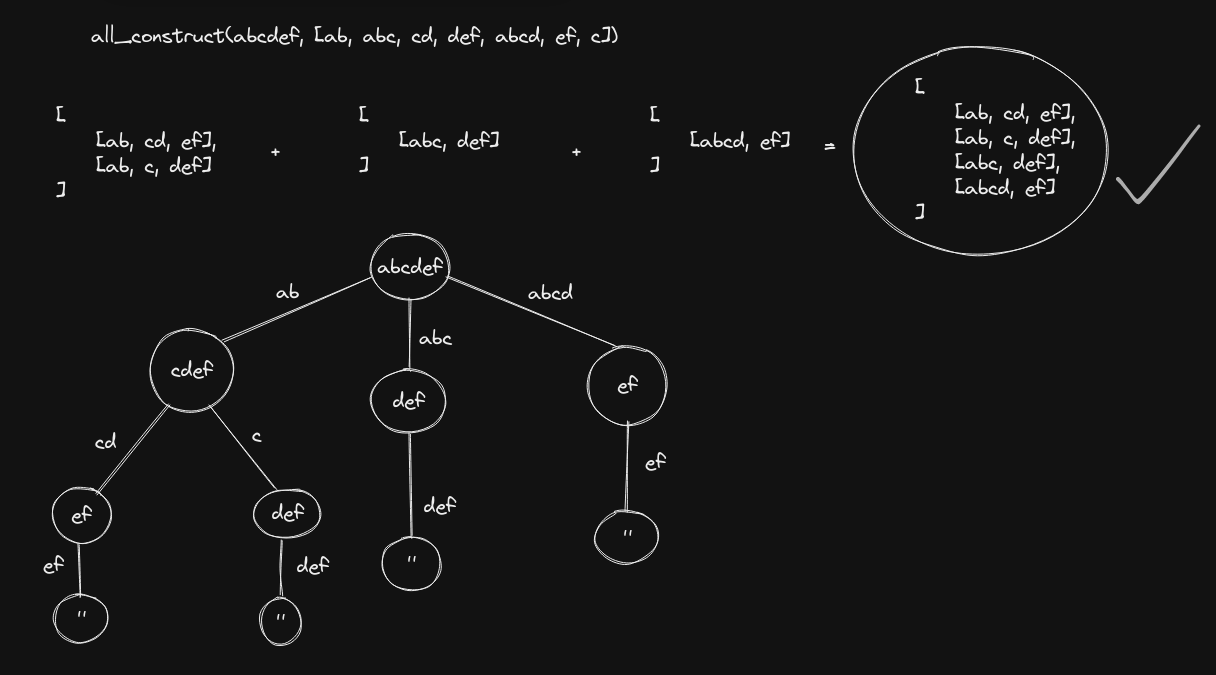 all_construct(abcdef, [ab, abc, cd, def, abcd, ef, c])
[
[ab, cd, ef],
[ab, c, def]
]
+
[
[abc, def]
]
+
[
[abcd, ef]
]
=
[
[ab, cd, ef],
[ab, c, def],
[abc, def],
[abcd, ef]
]
abcdef
ab
abc
abcd
cdef
def
ef
cd
c
def
ef
ef
def
''
''
ef
def
''
''